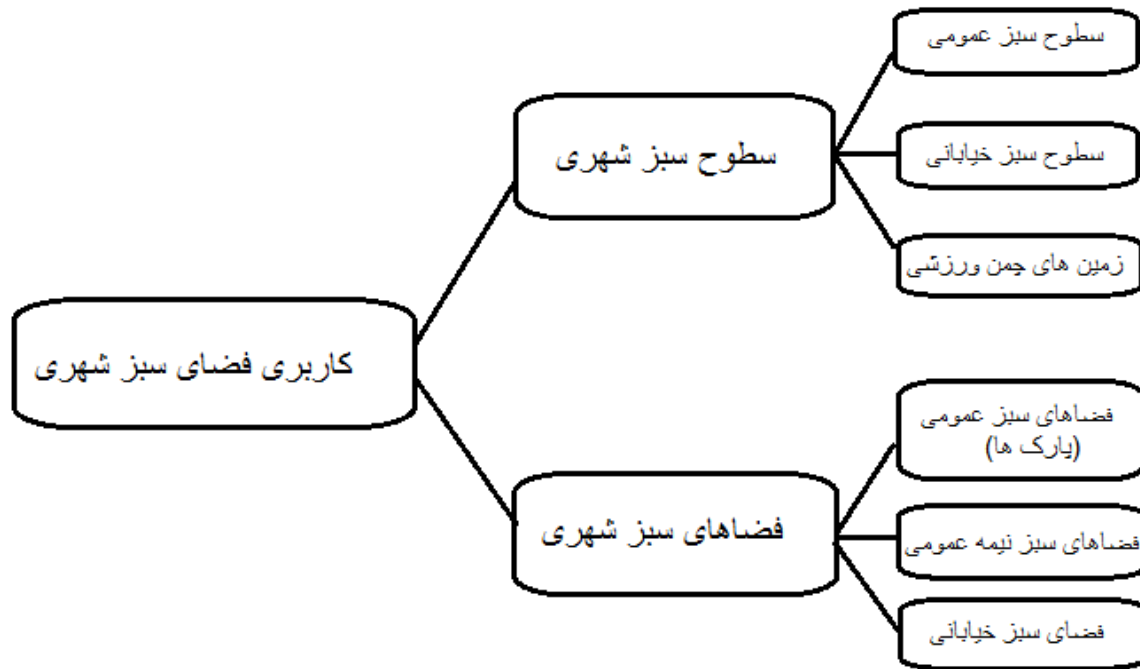 سطوح سبز عمومی
سطوح سبز شهری
سطوح سبز خیابانی
زمین های چمن ورزشی
کاربری فضای سبز شهری
فضاهای سبز عمومی
(پارک ها)
فضاهای سبز شهری
فضاهای سبز نیمه عمومی
فضای سبز خیابانی